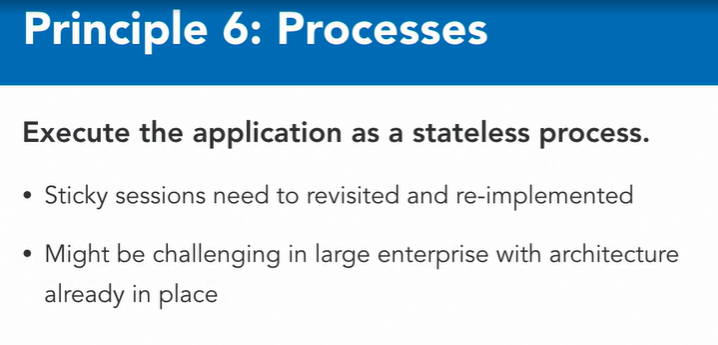 Principle 6: Processes
Execute the application as a stateless process.
• Sticky sessions need to revisited and re-implemented
• Might be challenging in large enterprise with architecture
already in place